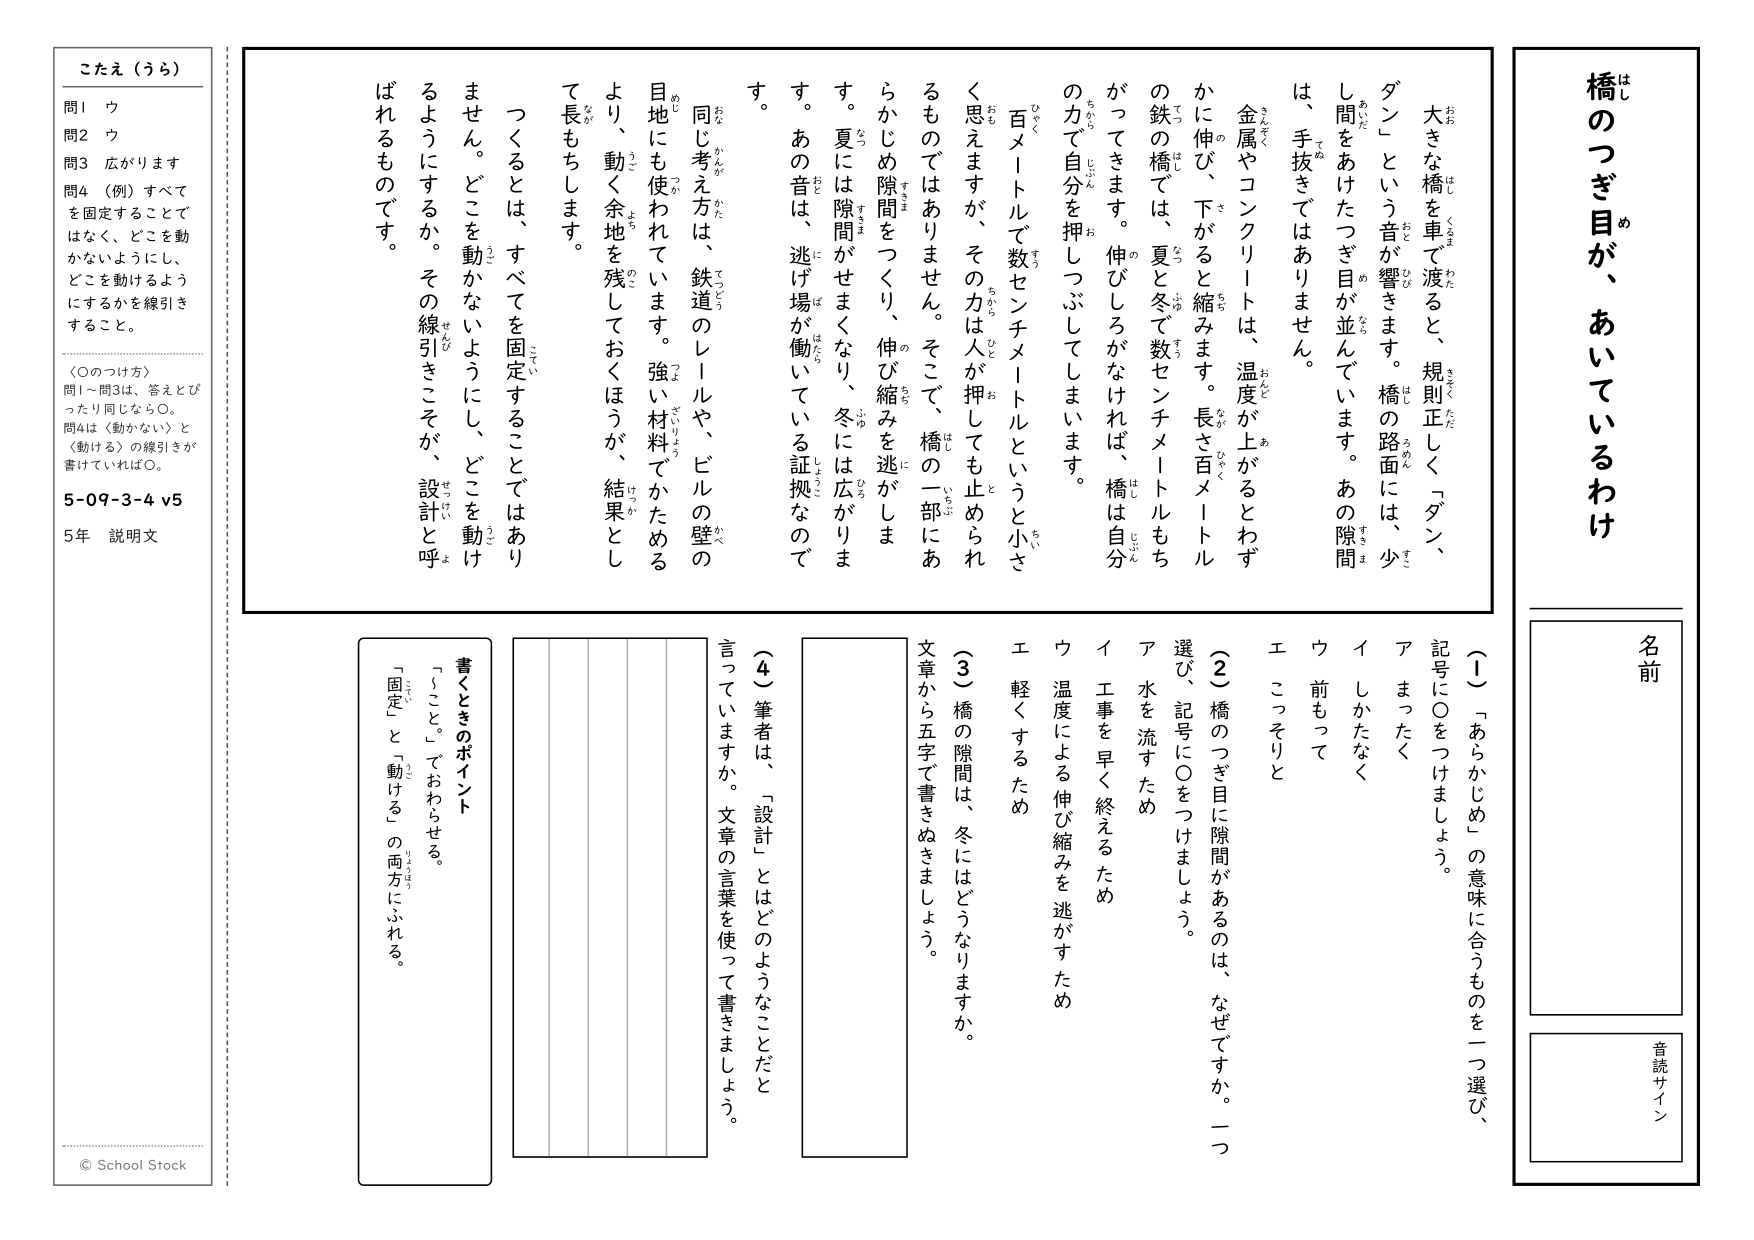 橋のつぎ目が、あいているわけ
名前
音読サイン
大きな橋を車で渡ると、規則正しく「ダン、
ダン」という音が響きます。橋の路面には、少
し間をあけたつぎ目が並んでいます。あの隙間
は、手抜きではありません。
金属やコンクリートは、温度が上がるとわず
かに伸び、下がると縮みます。長さ百メートル
の鉄の橋では、夏と冬で数センチメートルもち
がってきます。伸びしろがなければ、橋は自分
の力で自分を押しつぶしてしまいます。
百メートルで数センチメートルというと小さ
く思えますが、その力は人が押しても止められ
るものではありません。そこで、橋の一部にあ
らかじめ隙間をつくり、伸び縮みを逃がしま
す。夏には隙間がせまくなり、冬には広がりま
す。あの音は、逃げ場が働いている証拠なので
す。
同じ考え方は、鉄道のレールや、ビルの壁の
目地にも使われています。強い材料でかためる
より、動く余地を残しておくほうが、結果とし
て長もちします。
つくるとは、すべてを固定することではあり
ません。どこを動かないようにし、どこを動け
るようにするか。その線引きこそが、設計と呼
ばれるものです。
(1)「あらかじめ」の意味に合うものを一つ選び、
記号に○をつけましょう。
ア まったく
イ しかたなく
ウ 前もって
エ こっそりと
(2)橋のつぎ目に隙間があるのは、なぜですか。一つ
選び、記号に○をつけましょう。
ア 水を 流す ため
イ 工事を 早く 終える ため
ウ 温度による 伸び縮みを 逃がす ため
エ 軽くする ため
(3)橋の隙間は、冬にはどうなりますか。
文章から五字で書きぬきましょう。
(4)筆者は、「設計」とはどのようなことだと
言っていますか。文章の言葉を使って書きましょう。
書くときのポイント
「〜こと。」でおわらせる。
「固定」と「動ける」の両方にふれる。
こたえ（うら）
問1 ウ
問2 ウ
問3 広がります
問4 （例）すべて
を固定することで
はなく、どこを動
かないようにし、
どこを動けるよう
にするかを線引き
すること。
〈○のつけ方〉
問1〜問3は、答えとぴ
ったり同じなら○。
問4は〈動かない〉と
〈動ける〉の線引きが
書けていれば○。
5-09-3-4 v5
5年 説明文
© School Stock